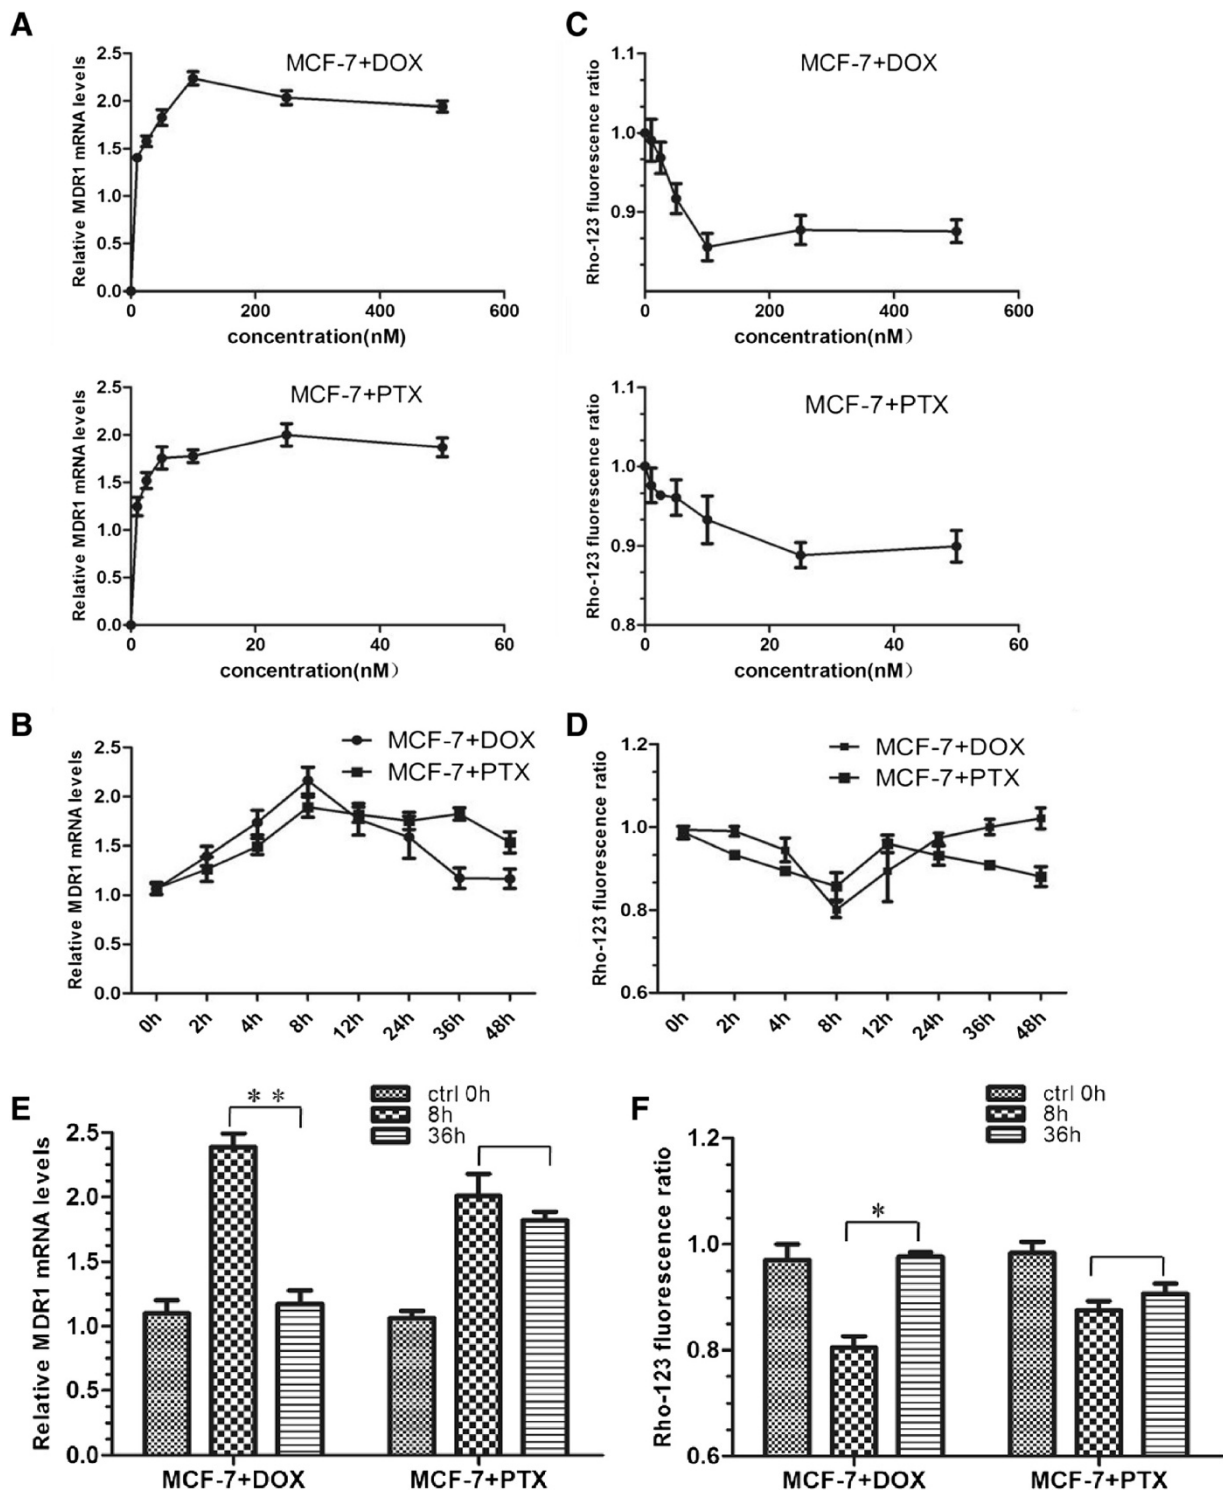 A
MCF-7+DOX
Relative MDR1 mRNA levels
2.5
2.0
1.5
1.0
0.5
0.0
0 200 400 600
concentration(nM)
C
MCF-7+DOX
Rho-123 fluorescence ratio
1.1
1.0
0.9
0 200 400 600
concentration(nM)
MCF-7+PTX
Relative MDR1 mRNA levels
2.5
2.0
1.5
1.0
0.5
0.0
0 20 40 60
concentration(nM)
MCF-7+PTX
Rho-123 fluorescence ratio
1.1
1.0
0.9
0.8
0 20 40 60
concentration(nM)
B
MCF-7+DOX
MCF-7+PTX
Relative MDR1 mRNA levels
2.5
2.0
1.5
1.0
0.5
0.0
0h 2h 4h 8h 12h 24h 36h 48h
D
MCF-7+DOX
MCF-7+PTX
Rho-123 fluorescence ratio
1.2
1.0
0.8
0.6
0h 2h 4h 8h 12h 24h 36h 48h
E
ctrl 0h
8h
36h
* *
Relative MDR1 mRNA levels
2.5
2.0
1.5
1.0
0.5
0.0
MCF-7+DOX MCF-7+PTX
F
ctrl 0h
8h
36h
*
Rho-123 fluorescence ratio
1.2
1.0
0.8
0.6
MCF-7+DOX MCF-7+PTX